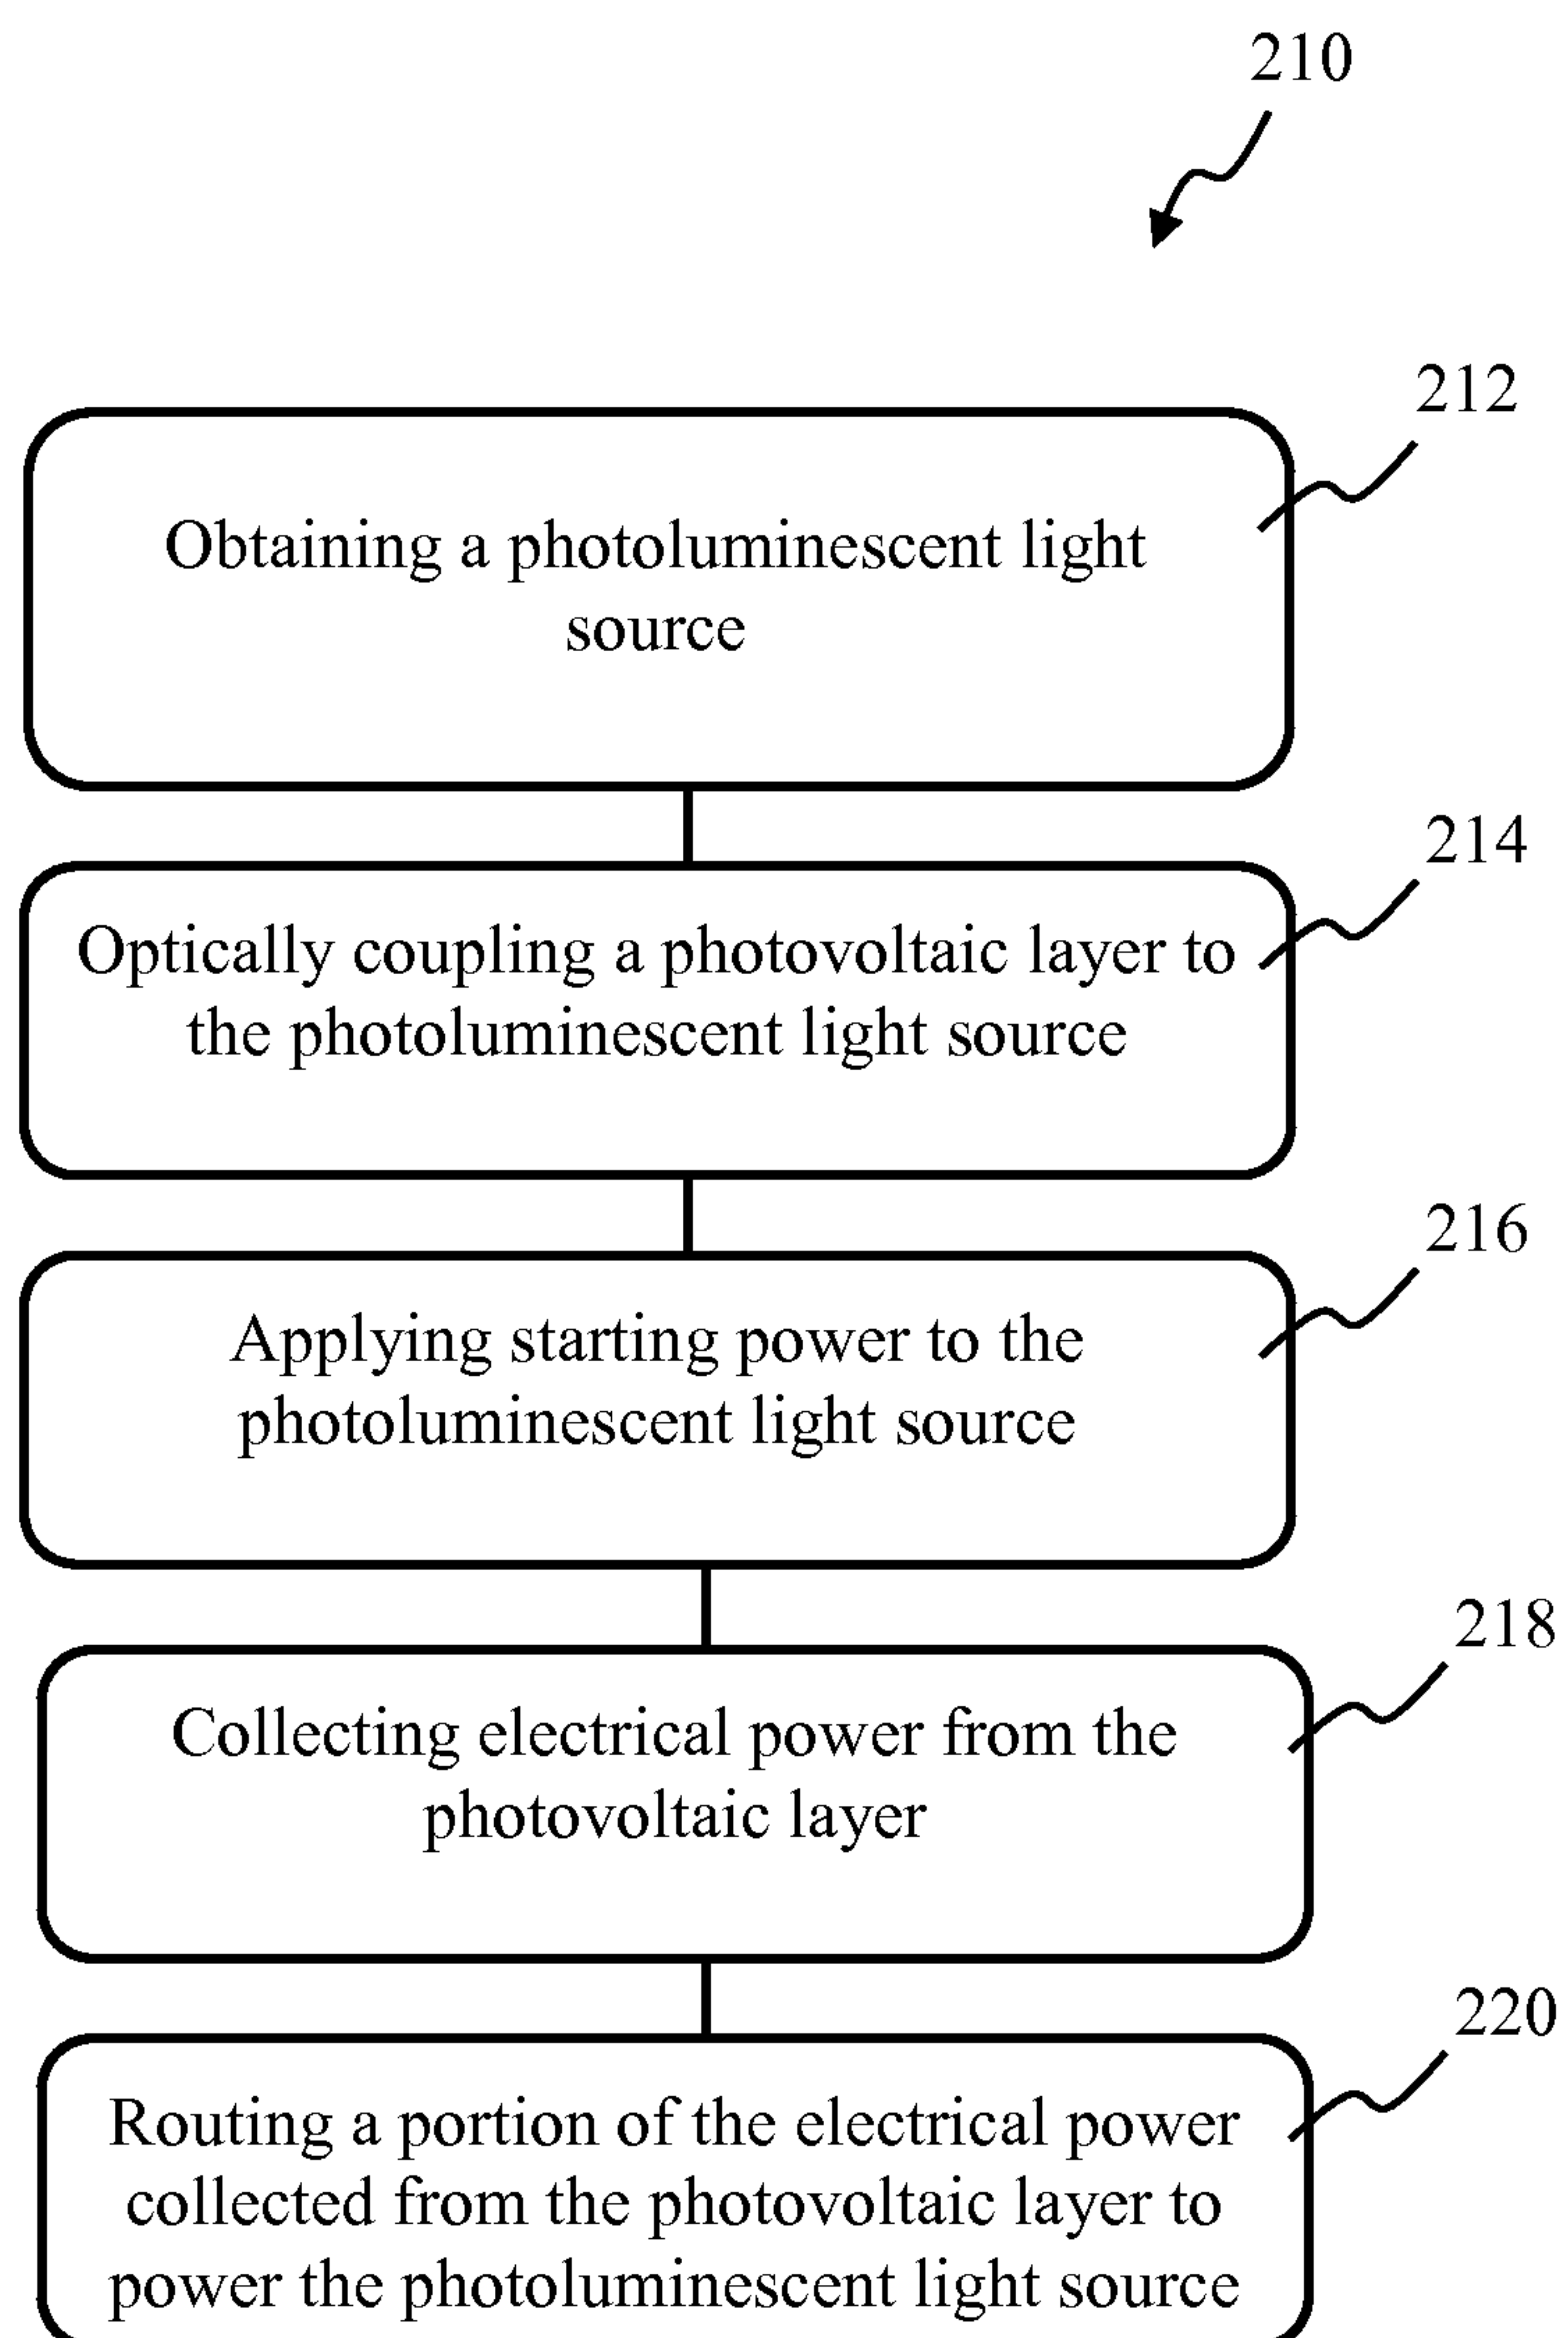 210
212
Obtaining a photoluminescent light
source
214
Optically coupling a photovoltaic layer to
the photoluminescent light source
216
Applying starting power to the
photoluminescent light source
218
Collecting electrical power from the
photovoltaic layer
220
Routing a portion of the electrical power
collected from the photovoltaic layer to
power the photoluminescent light source